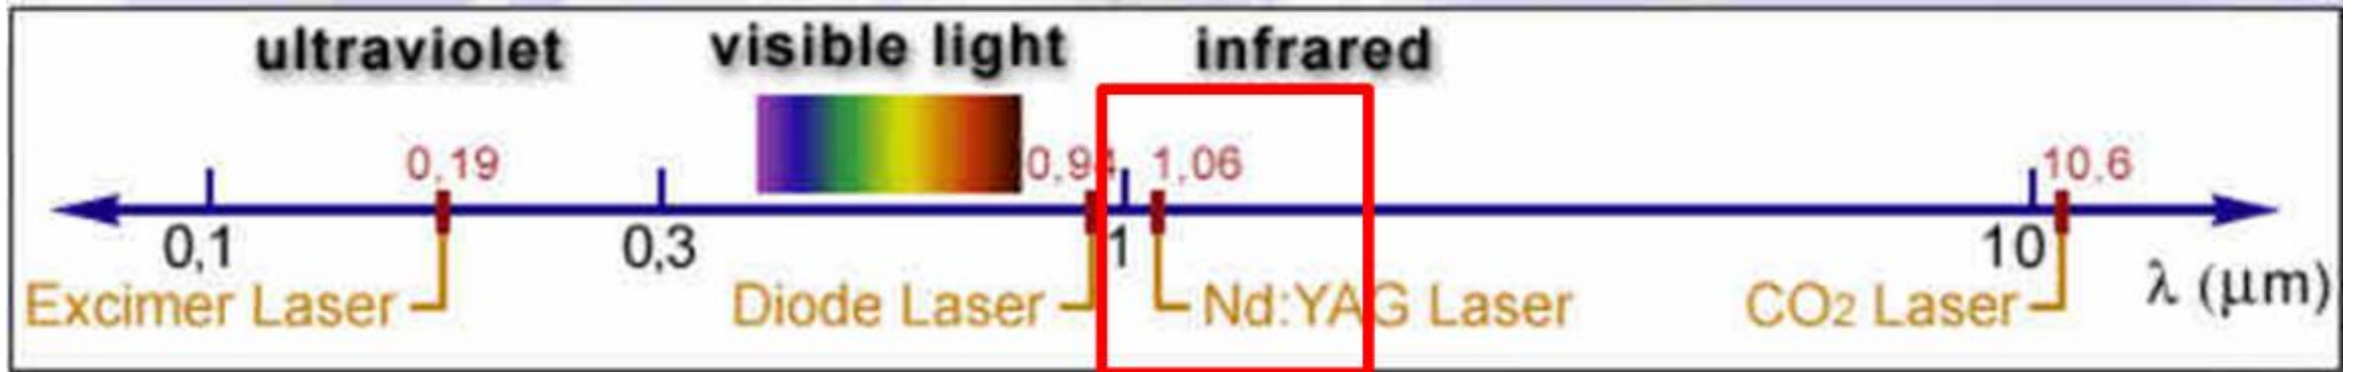 ultraviolet visible light infrared
0,19 0,94 1,06 10,6
0,1 0,3 1 10 λ (μm)
Excimer Laser Diode Laser Nd:YAG Laser CO2 Laser